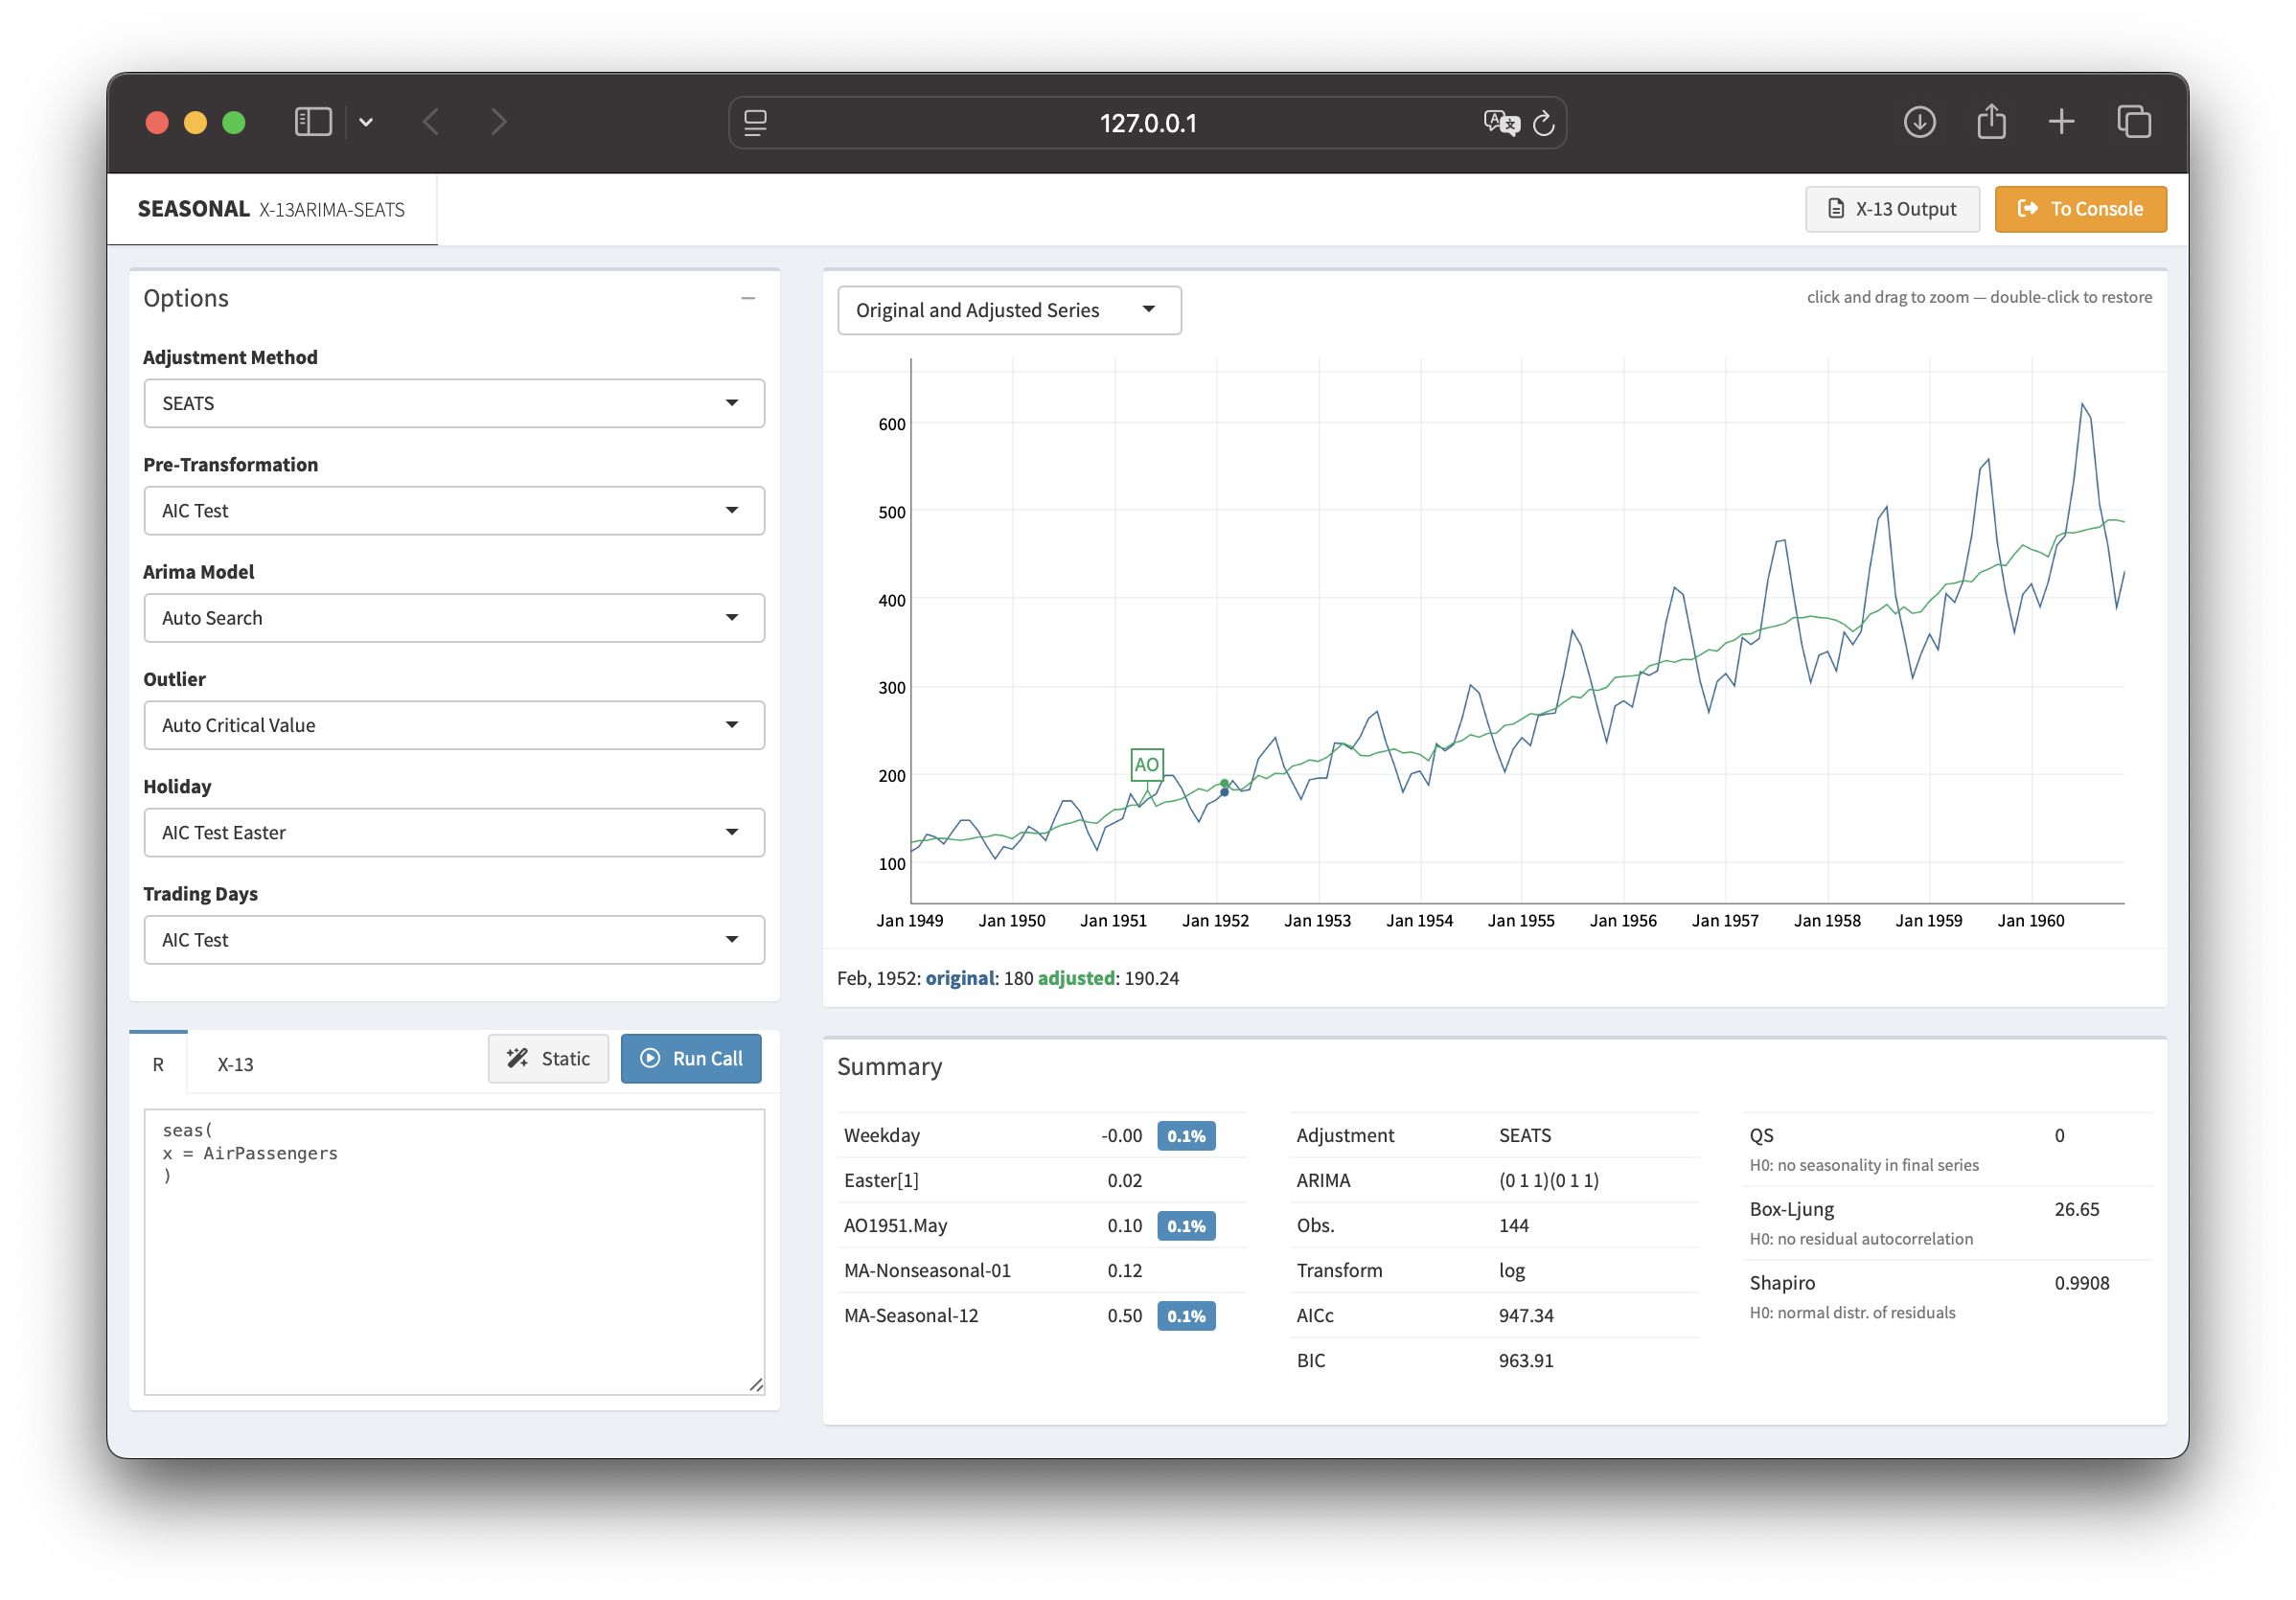 127.0.0.1
SEASONAL X-13ARIMA-SEATS
X-13 Output
To Console
Options
Adjustment Method
SEATS
Pre-Transformation
AIC Test
Arima Model
Auto Search
Outlier
Auto Critical Value
Holiday
AIC Test Easter
Trading Days
AIC Test
R
X-13
Static
Run Call
seas(
x = AirPassengers
)
Original and Adjusted Series
click and drag to zoom — double-click to restore
600
500
400
300
200
100
AO
Jan 1949 Jan 1950 Jan 1951 Jan 1952 Jan 1953 Jan 1954 Jan 1955 Jan 1956 Jan 1957 Jan 1958 Jan 1959 Jan 1960
Feb, 1952: original: 180 adjusted: 190.24
Summary
Weekday -0.00 0.1%
Easter[1] 0.02
AO1951.May 0.10 0.1%
MA-Nonseasonal-01 0.12
MA-Seasonal-12 0.50 0.1%
Adjustment SEATS
ARIMA (0 1 1)(0 1 1)
Obs. 144
Transform log
AICc 947.34
BIC 963.91
QS 0
H0: no seasonality in final series
Box-Ljung 26.65
H0: no residual autocorrelation
Shapiro 0.9908
H0: normal distr. of residuals